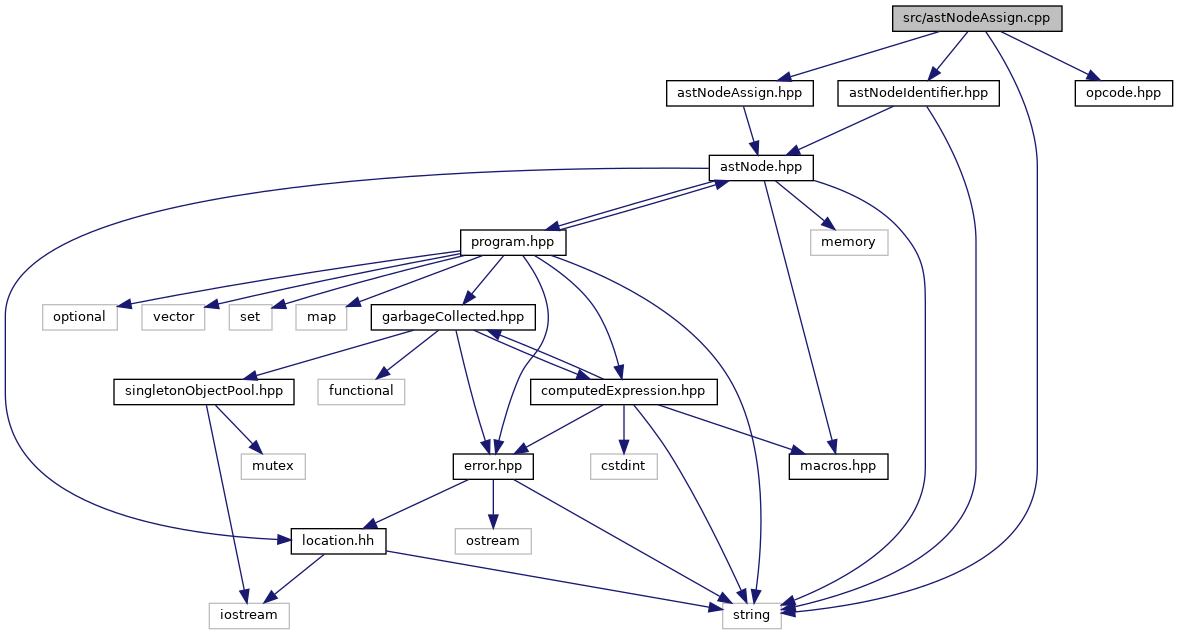 src/astNodeAssign.cpp
astNodeAssign.hpp
astNodeIdentifier.hpp
opcode.hpp
astNode.hpp
program.hpp
memory
optional
vector
set
map
garbageCollected.hpp
singletonObjectPool.hpp
functional
computedExpression.hpp
mutex
error.hpp
cstdint
macros.hpp
location.hh
ostream
iostream
string